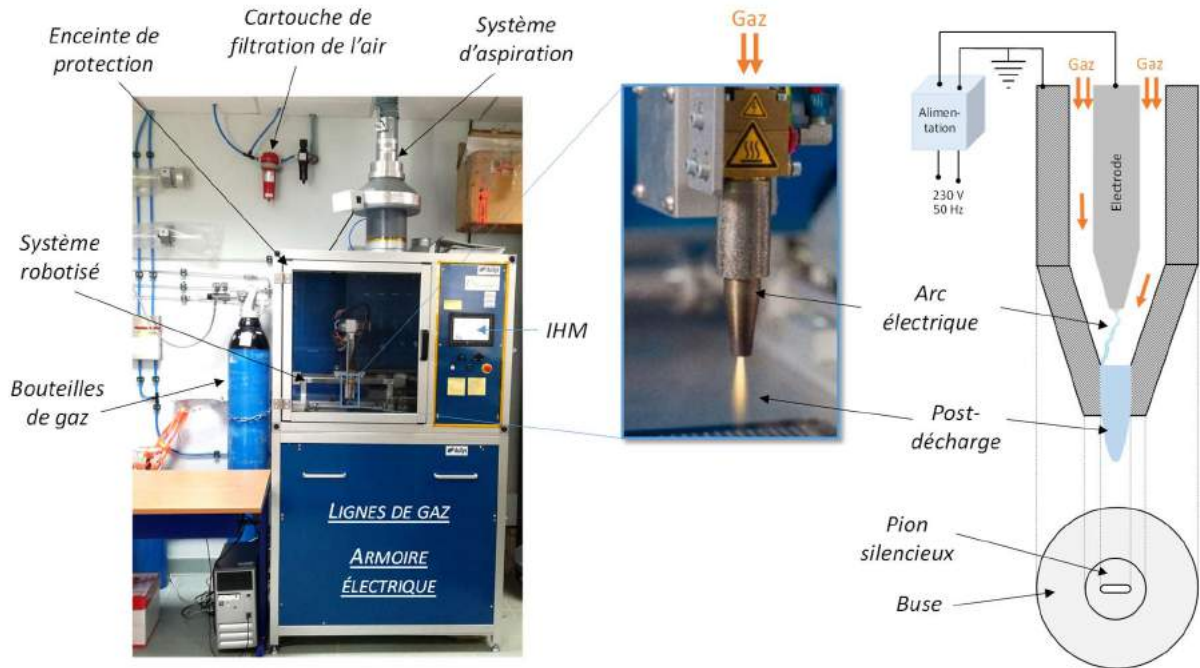 Enceinte de
protection
Cartouche de
filtration de l'air
Système
d'aspiration
Système
robotisé
Bouteilles
de gaz
IHM
LIGNES DE GAZ
ARMOIRE
ÉLECTRIQUE
Gaz
Arc
électrique
Post-
décharge
Pion
silencieux
Buse
Alimen-
tation
230 V
50 Hz
Gaz
Gaz
Electrode